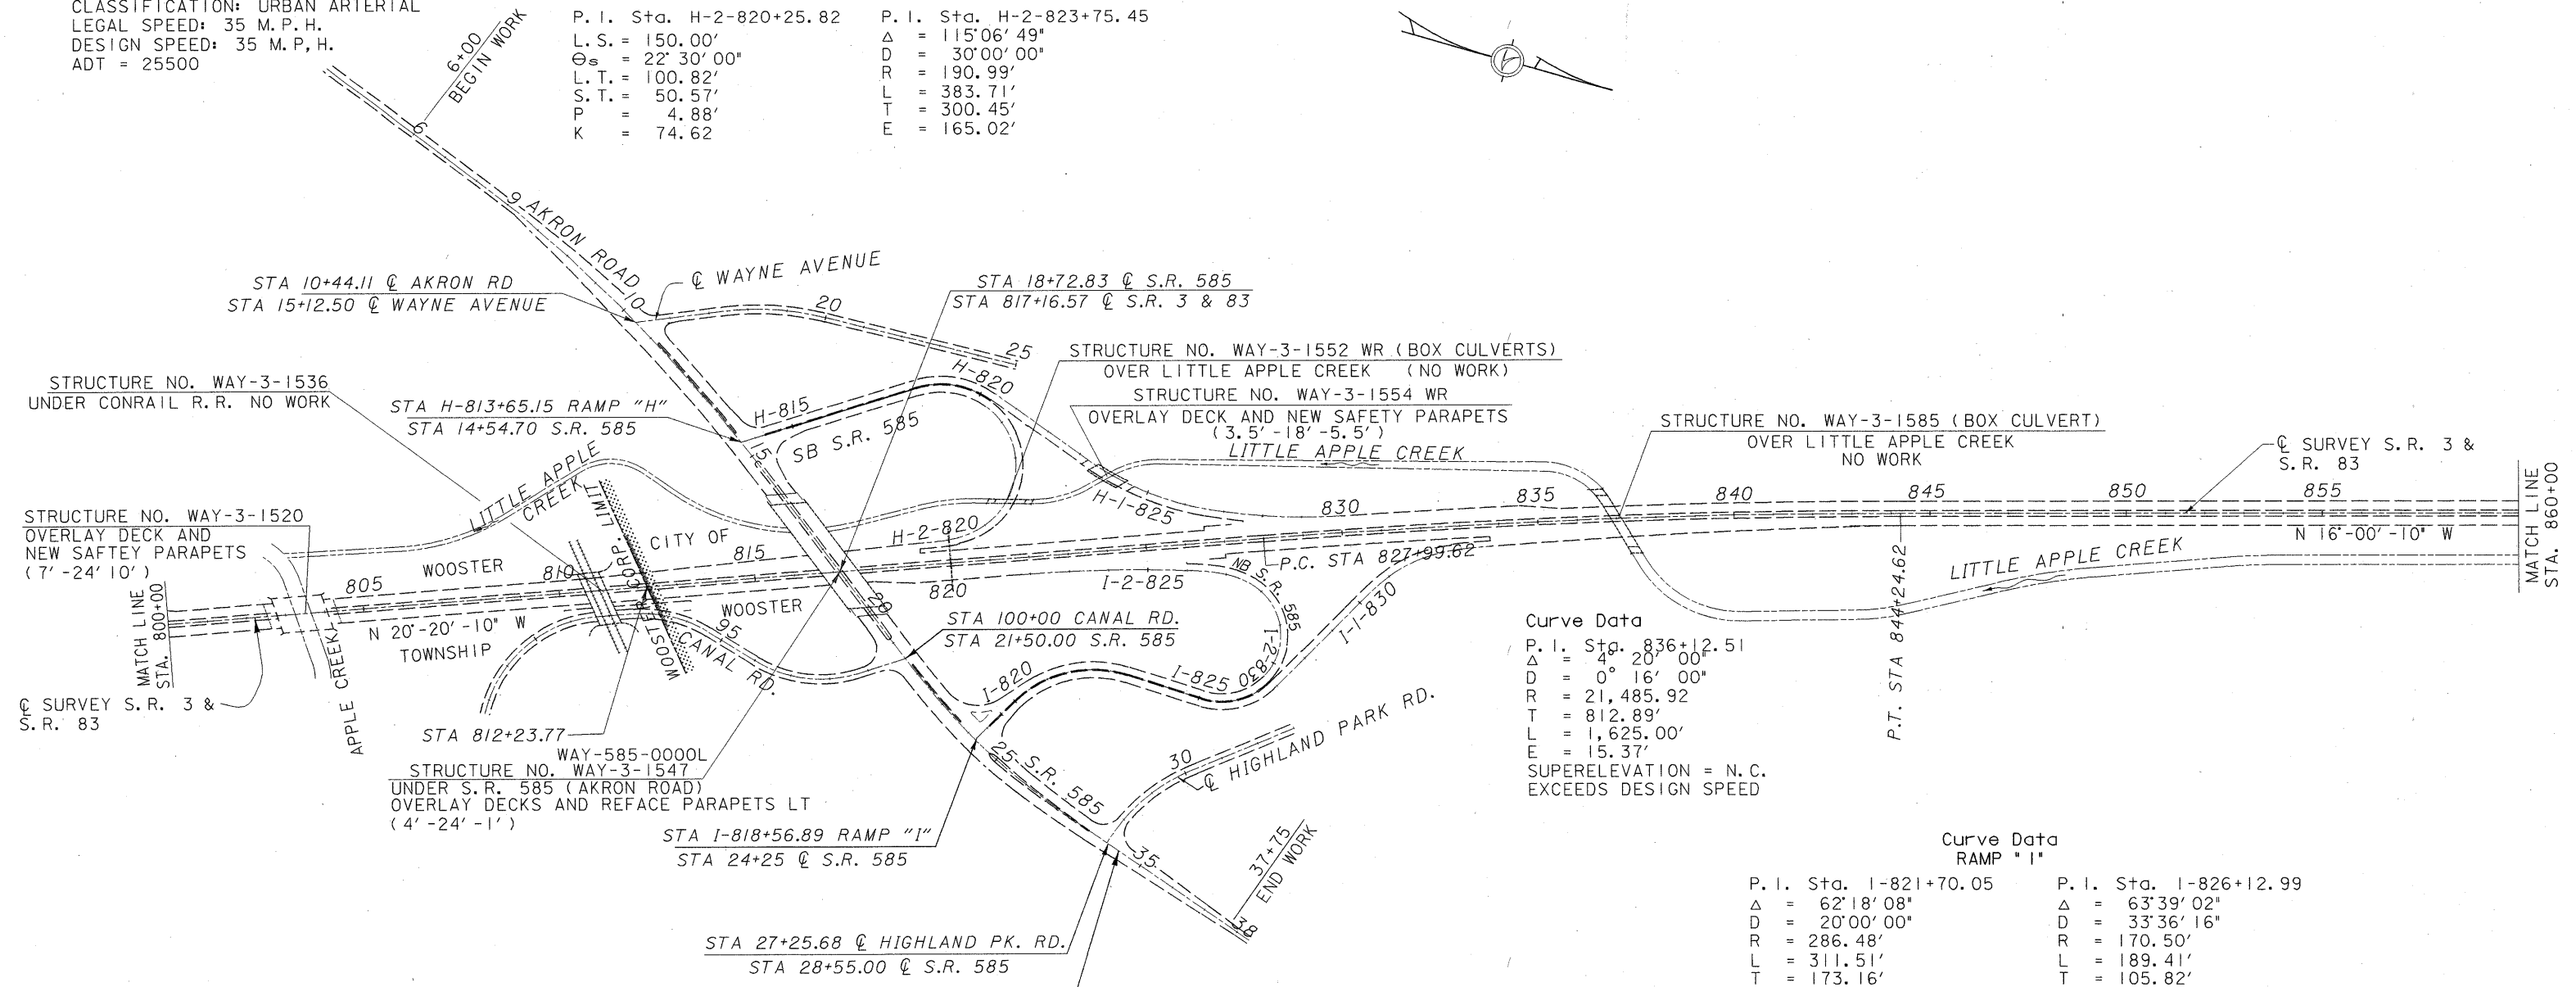 CLASSIFICATION: URBAN ARTERIAL
LEGAL SPEED: 35 M.P.H.
DESIGN SPEED: 35 M.P,H.
ADT = 25500
6+00
BEGIN WORK
P.I. Sta. H-2-820+25.82
L.S. = 150.00'
Θs = 22°30'00"
L.T. = 100.82'
S.T. = 50.57'
P = 4.88'
K = 74.62
P.I. Sta. H-2-823+75.45
Δ = 115°06'49"
D = 30°00'00"
R = 190.99'
L = 383.71'
T = 300.45'
E = 165.02'
6
9
AKRON ROAD
10
℄ WAYNE AVENUE
20
25
STA 10+44.11 ℄ AKRON RD
STA 15+12.50 ℄ WAYNE AVENUE
STA 18+72.83 ℄ S.R. 585
STA 817+16.57 ℄ S.R. 3 & 83
STRUCTURE NO. WAY-3-1552 WR (BOX CULVERTS)
OVER LITTLE APPLE CREEK (NO WORK)
STRUCTURE NO. WAY-3-1554 WR
OVERLAY DECK AND NEW SAFETY PARAPETS
(3.5'-18'-5.5')
LITTLE APPLE CREEK
STRUCTURE NO. WAY-3-1536
UNDER CONRAIL R.R. NO WORK
STA H-813+65.15 RAMP "H"
STA 14+54.70 S.R. 585
H-815
H-820
SB S.R. 585
15
H-1-825
H-2-820
STRUCTURE NO. WAY-3-1585 (BOX CULVERT)
OVER LITTLE APPLE CREEK
NO WORK
℄ SURVEY S.R. 3 &
S.R. 83
LITTLE APPLE
CREEK
STRUCTURE NO. WAY-3-1520
OVERLAY DECK AND
NEW SAFTEY PARAPETS
(7'-24'10')
MATCH LINE
STA. 800+00
805
810
815
820
830
835
840
845
850
855
MATCH LINE
STA. 860+00
WOOSTER
CITY OF
WOOSTER
WOOSTER CORP. LIMIT
N 20°-20'-10" W
TOWNSHIP
N 16°-00'-10" W
LITTLE APPLE CREEK
P.C. STA 827+99.62
P.T. STA 844+24.62
I-2-825
NB S.R. 585
I-2-830
I-1-830
20
95
CANAL RD.
APPLE CREEK
℄ SURVEY S.R. 3 &
S.R. 83
STA 100+00 CANAL RD.
STA 21+50.00 S.R. 585
I-820
I-825
STA 812+23.77
WAY-585-0000L
STRUCTURE NO. WAY-3-1547
UNDER S.R. 585 (AKRON ROAD)
OVERLAY DECKS AND REFACE PARAPETS LT
(4'-24'-1')
STA I-818+56.89 RAMP "I"
STA 24+25 ℄ S.R. 585
25
S.R. 585
30
℄ HIGHLAND PARK RD.
35
38
37+75
END WORK
STA 27+25.68 ℄ HIGHLAND PK. RD.
STA 28+55.00 ℄ S.R. 585
Curve Data
P.I. Sta. 836+12.51
Δ = 4° 20' 00"
D = 0° 16' 00"
R = 21,485.92
T = 812.89'
L = 1,625.00'
E = 15.37'
SUPERELEVATION = N.C.
EXCEEDS DESIGN SPEED
Curve Data
RAMP "I"
P.I. Sta. I-821+70.05
Δ = 62°18'08"
D = 20°00'00"
R = 286.48'
L = 311.51'
T = 173.16'
P.I. Sta. I-826+12.99
Δ = 63°39'02"
D = 33°36'16"
R = 170.50'
L = 189.41'
T = 105.82'